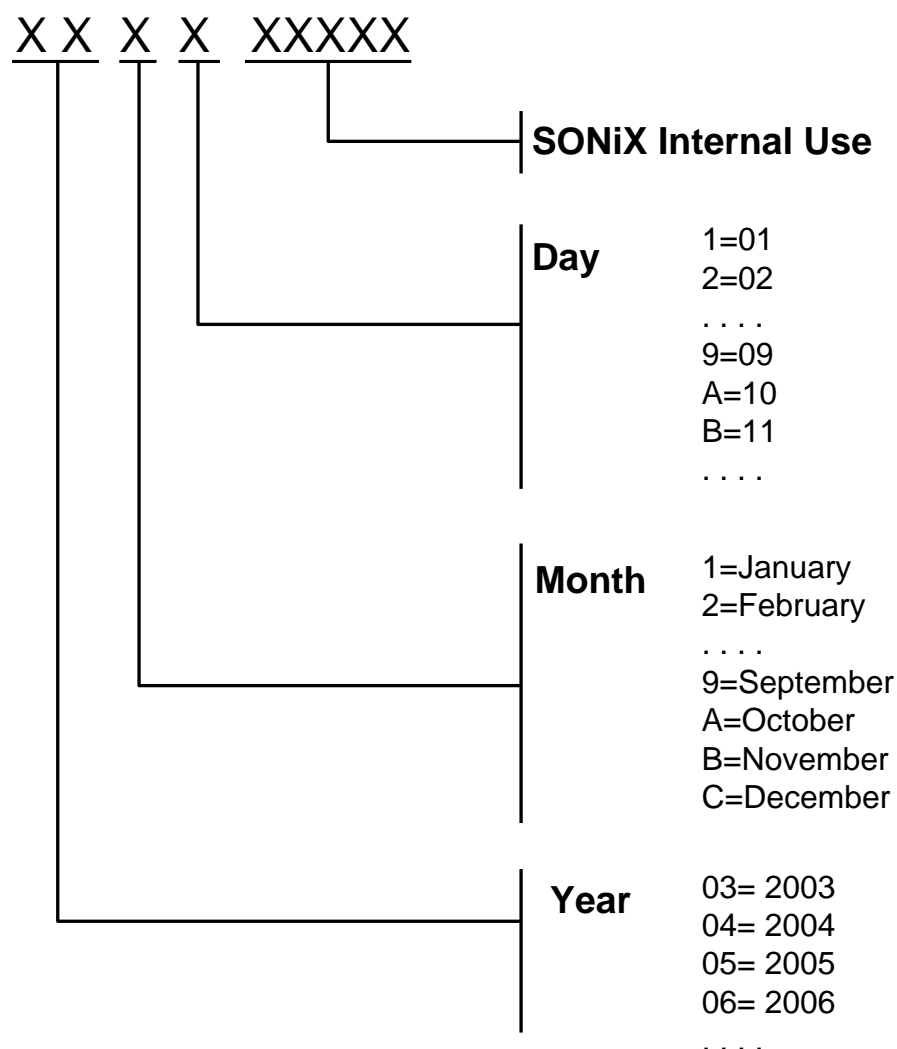 X X X X XXXXX
SONiX Internal Use
Day
1=01
2=02
. . . .
9=09
A=10
B=11
. . . .
Month
1=January
2=February
. . . .
9=September
A=October
B=November
C=December
Year
03= 2003
04= 2004
05= 2005
06= 2006
. . . .